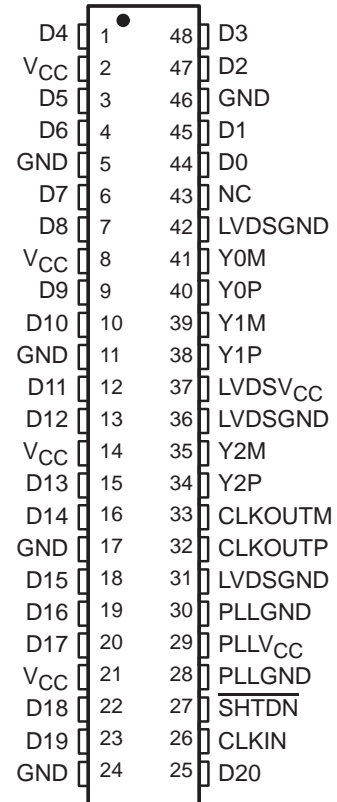 D4 1 48 D3
VCC 2 47 D2
D5 3 46 GND
D6 4 45 D1
GND 5 44 D0
D7 6 43 NC
D8 7 42 LVDSGND
VCC 8 41 Y0M
D9 9 40 Y0P
D10 10 39 Y1M
GND 11 38 Y1P
D11 12 37 LVDSVCC
D12 13 36 LVDSGND
VCC 14 35 Y2M
D13 15 34 Y2P
D14 16 33 CLKOUTM
GND 17 32 CLKOUTP
D15 18 31 LVDSGND
D16 19 30 PLLGND
D17 20 29 PLLVCC
VCC 21 28 PLLGND
D18 22 27 SHTDN
D19 23 26 CLKIN
GND 24 25 D20